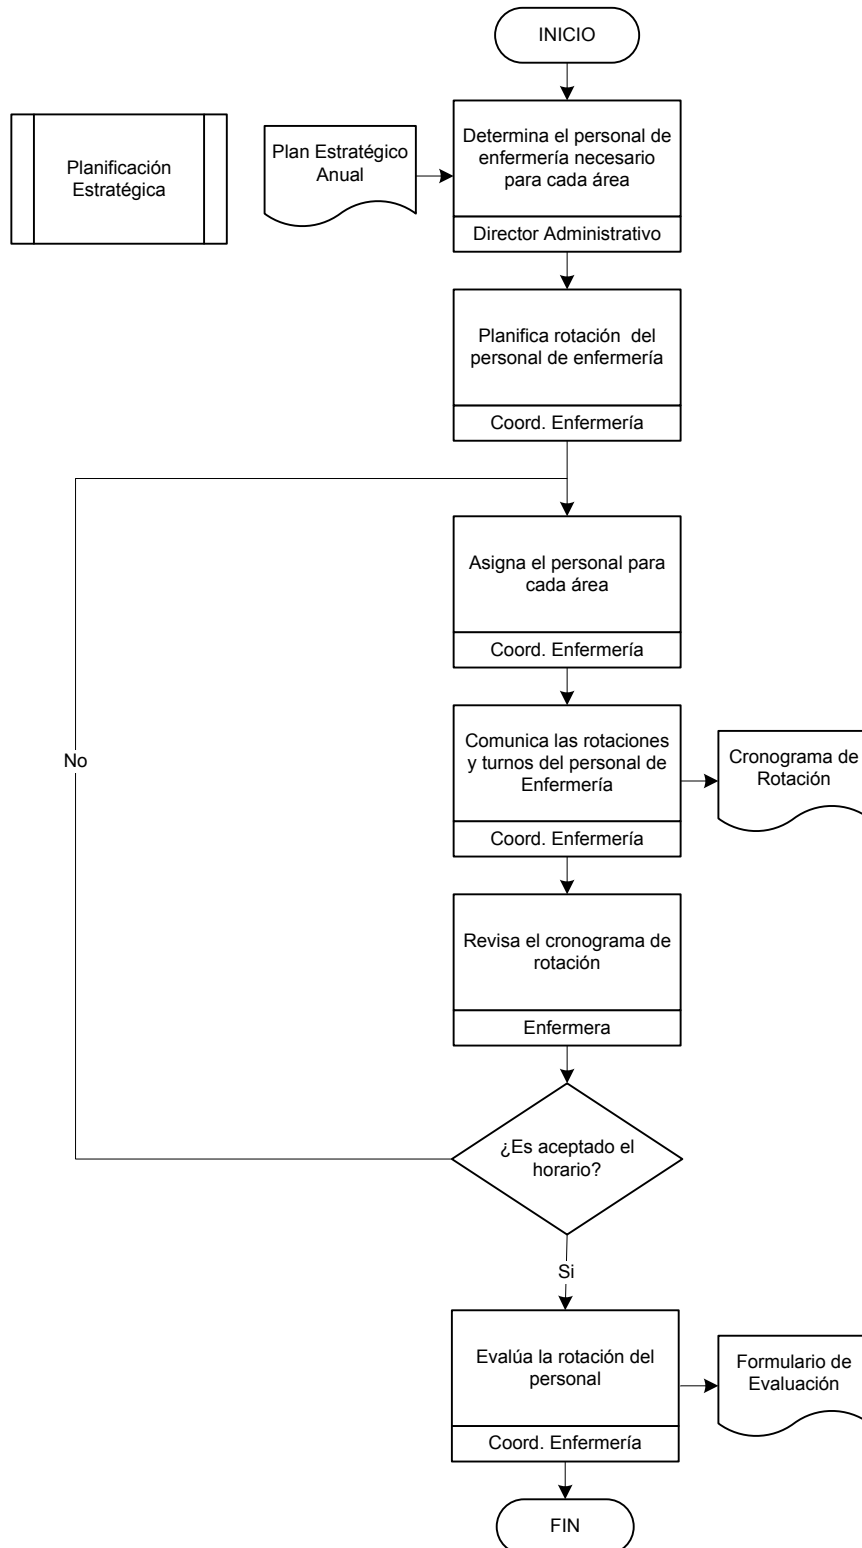 INICIO
Planificación
Estratégica
Plan Estratégico
Anual
Determina el personal de
enfermería necesario
para cada área
Director Administrativo
Planifica rotación del
personal de enfermería
Coord. Enfermería
Asigna el personal para
cada área
Coord. Enfermería
Comunica las rotaciones
y turnos del personal de
Enfermería
Coord. Enfermería
Cronograma de
Rotación
No
Revisa el cronograma de
rotación
Enfermera
¿Es aceptado el
horario?
Si
Evalúa la rotación del
personal
Coord. Enfermería
Formulario de
Evaluación
FIN